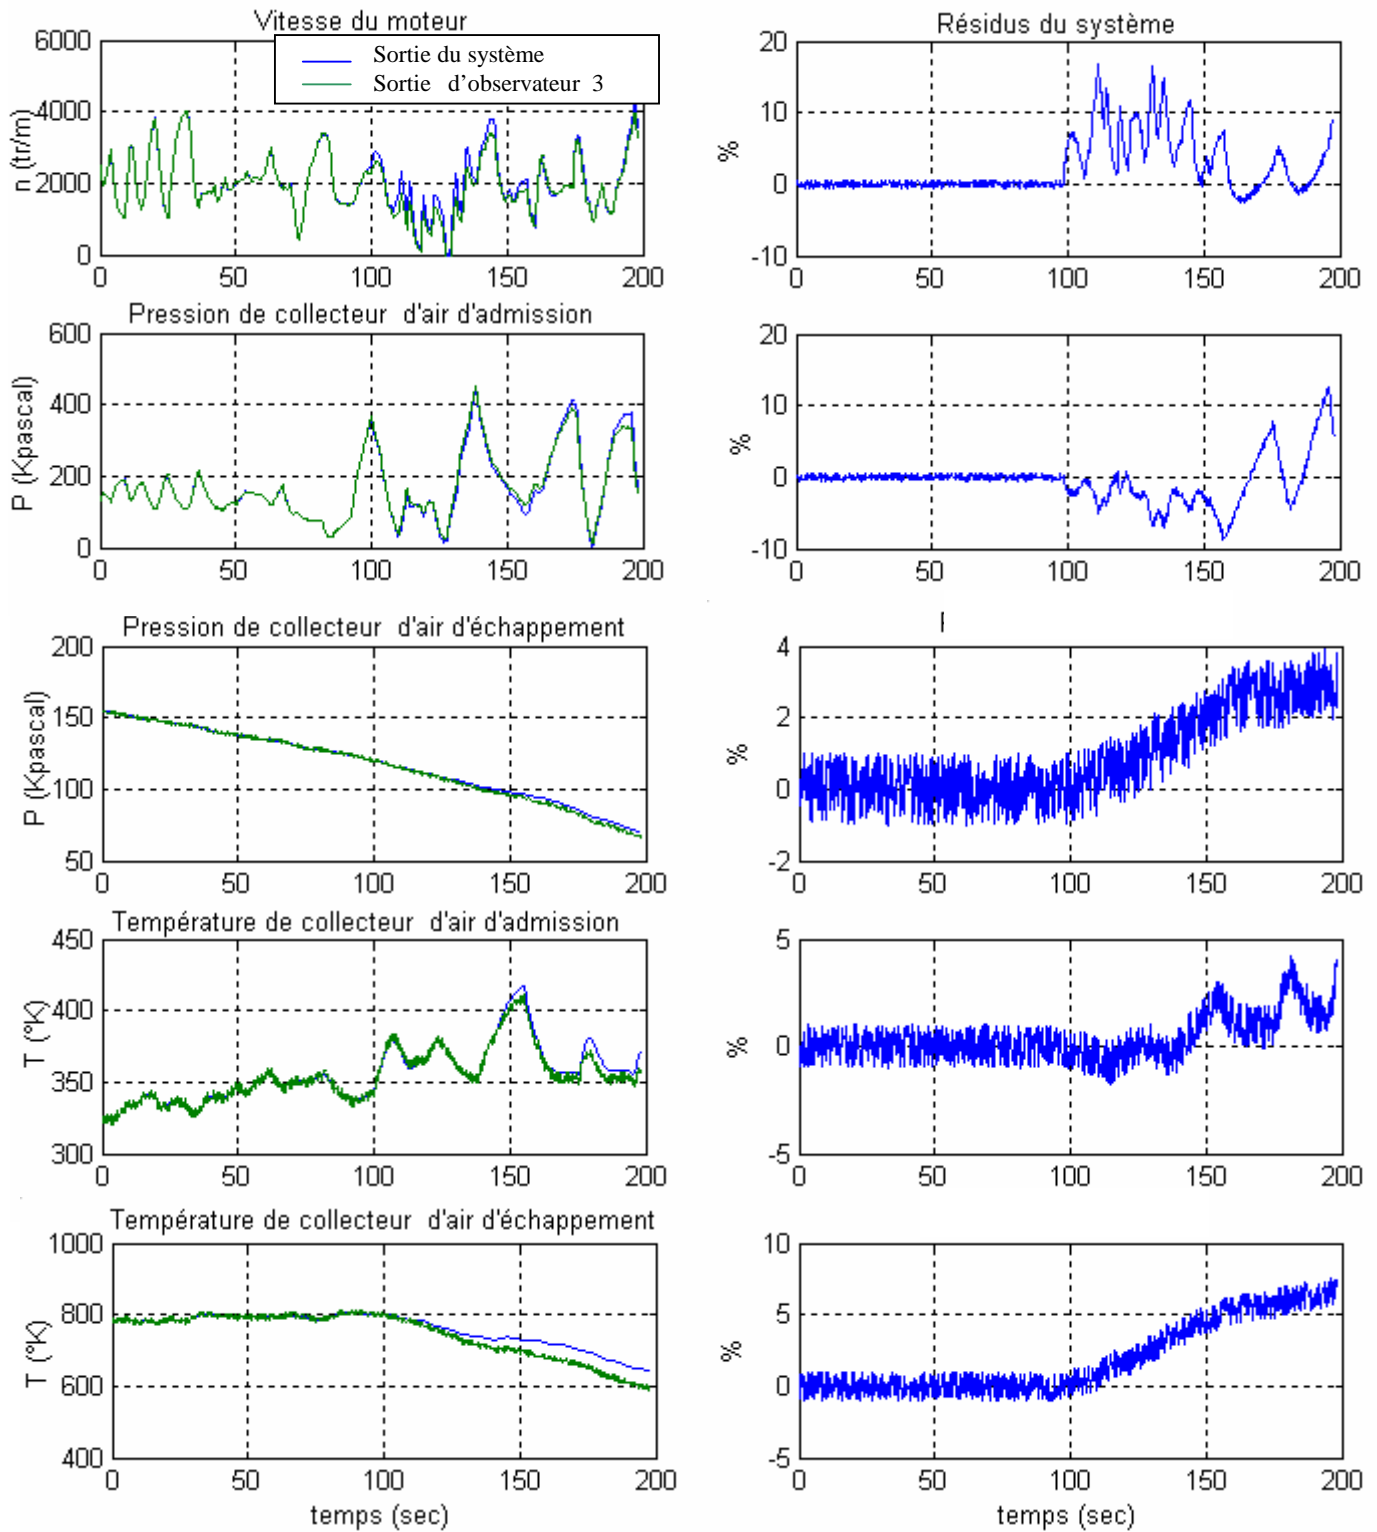 Vitesse du moteur
Résidus du système
Sortie du système
Sortie d'observateur 3
6000
4000
2000
0
n (tr/m)
0 50 100 150 200
20
10
0
-10
%
0 50 100 150 200
Pression de collecteur d'air d'admission
600
400
200
0
P (Kpascal)
0 50 100 150 200
20
10
0
-10
%
0 50 100 150 200
Pression de collecteur d'air d'échappement
200
150
100
50
P (Kpascal)
0 50 100 150 200
4
2
0
-2
%
0 50 100 150 200
Température de collecteur d'air d'admission
450
400
350
300
T (°K)
0 50 100 150 200
5
0
-5
%
0 50 100 150 200
Température de collecteur d'air d'échappement
1000
800
600
400
T (°K)
0 50 100 150 200
temps (sec)
10
5
0
-5
%
0 50 100 150 200
temps (sec)